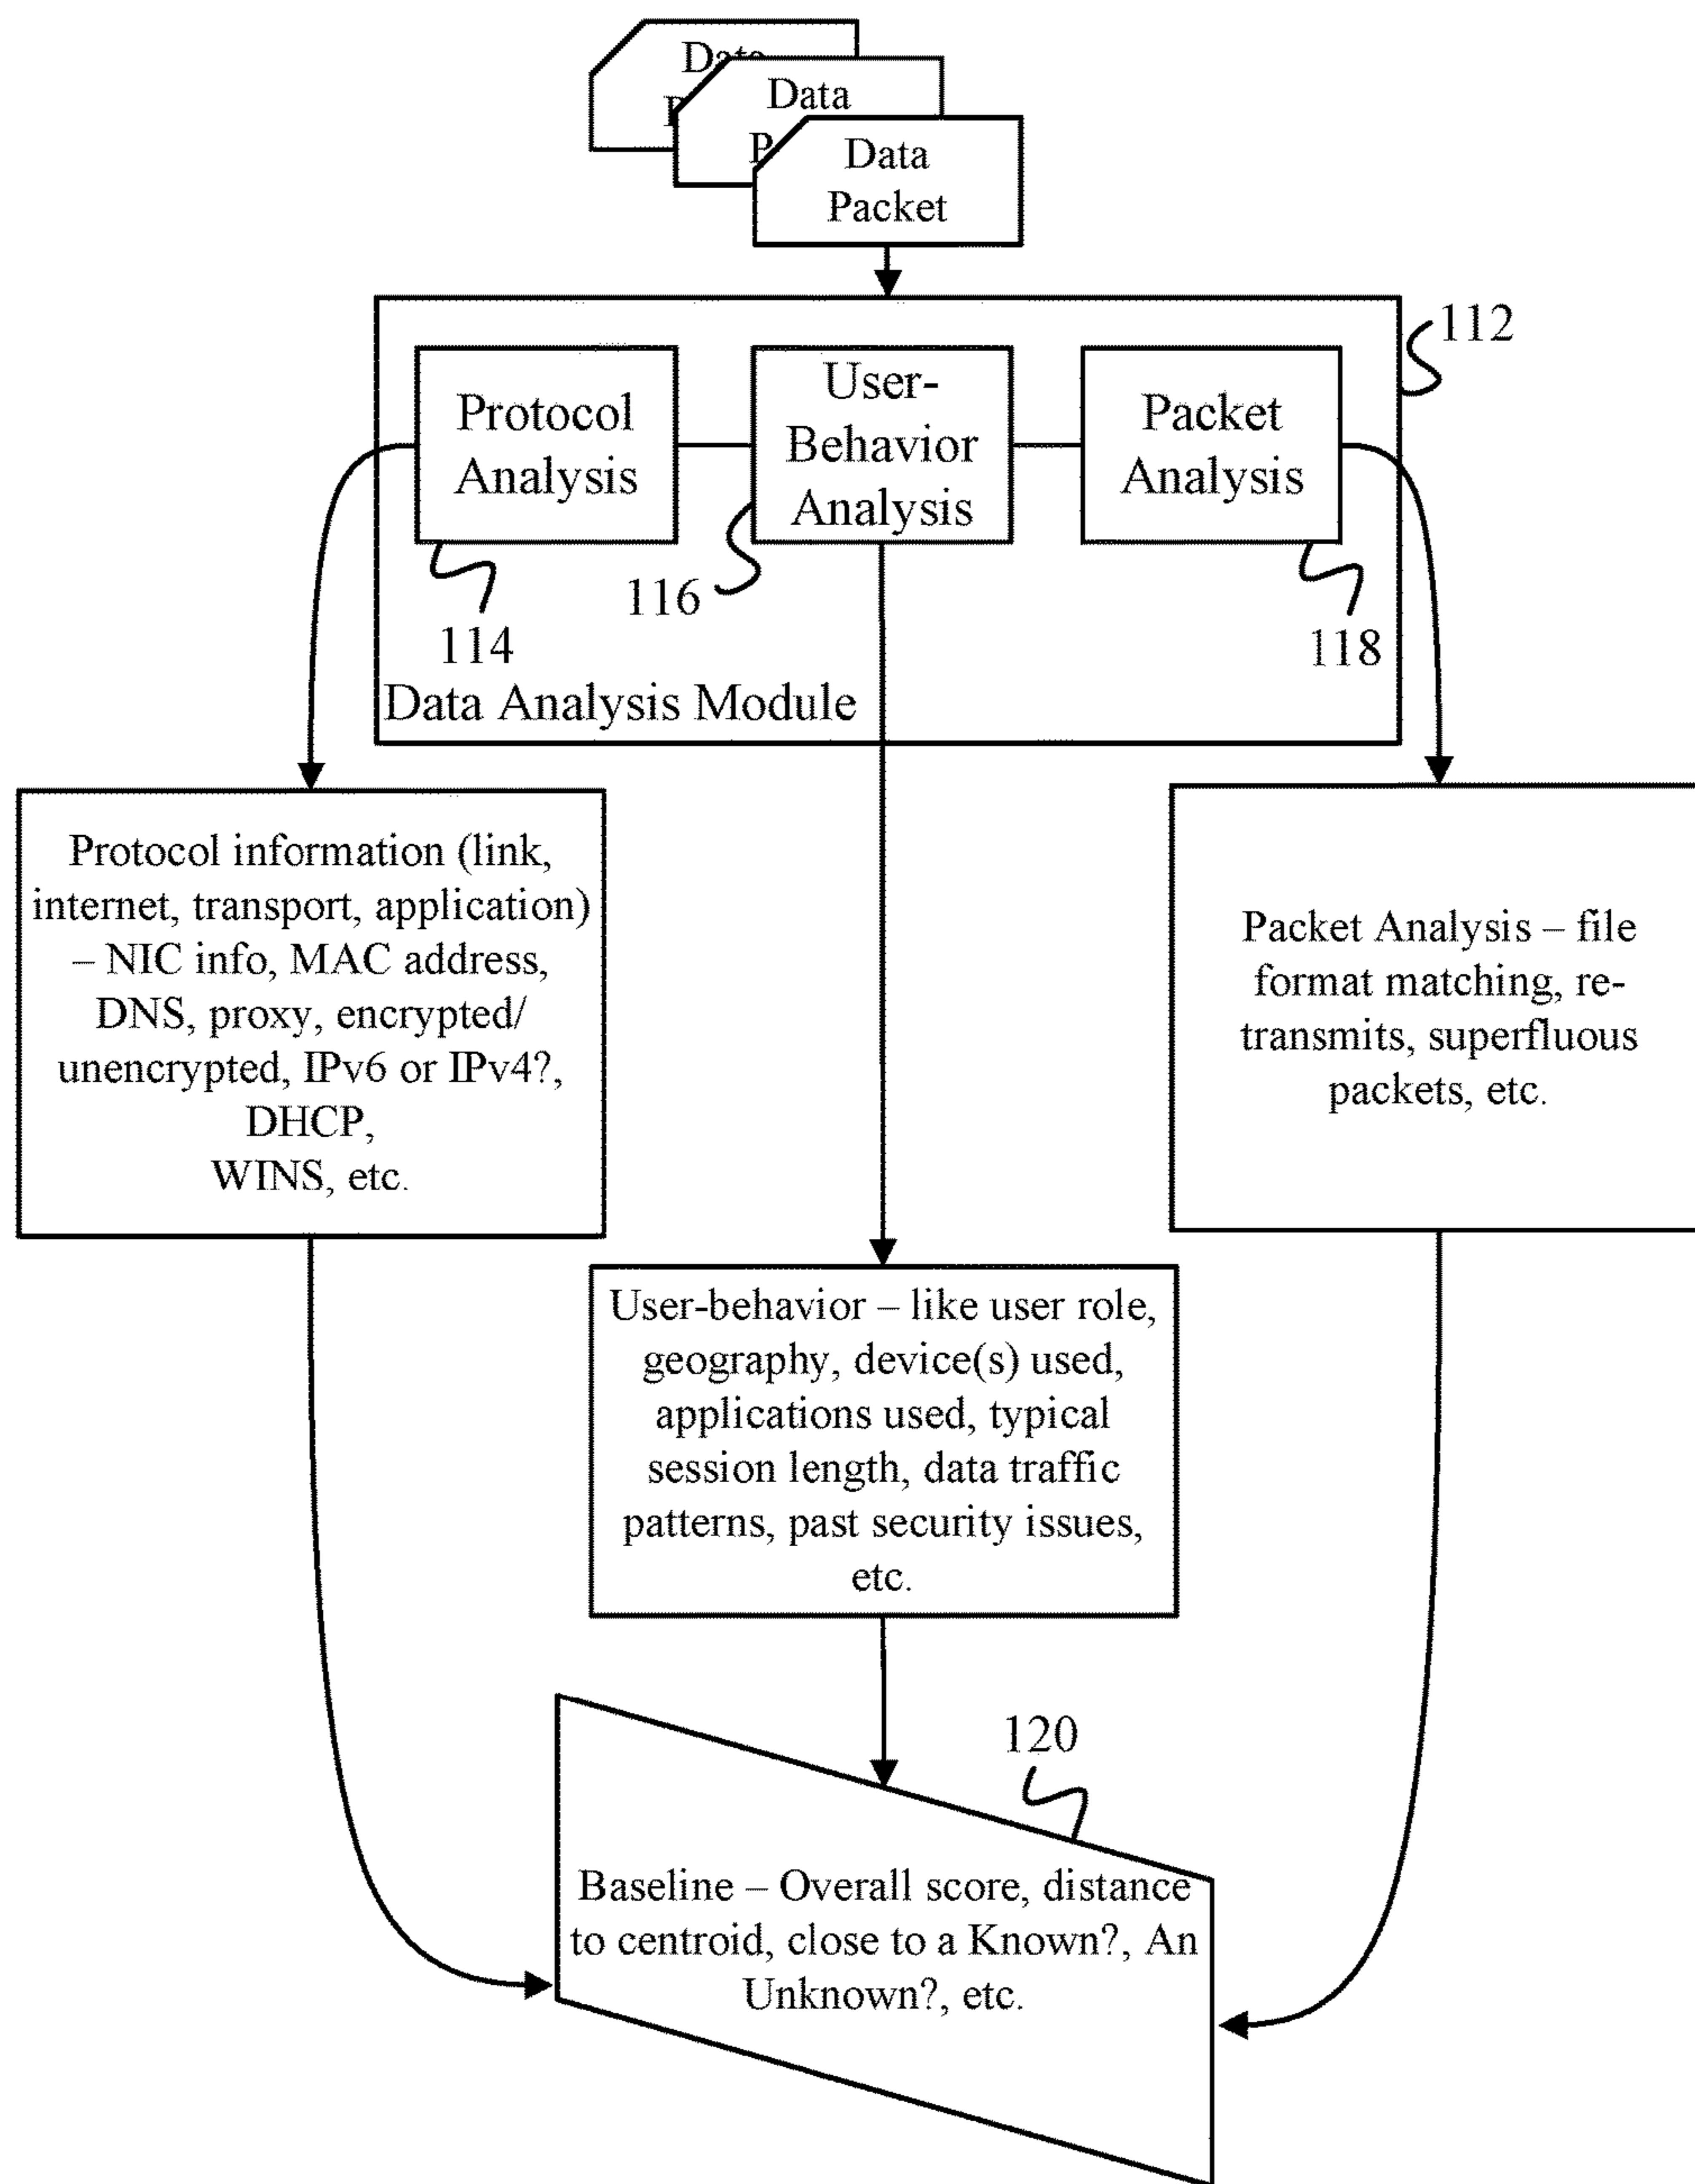 Data
Data
Data
Packet
112
Protocol
Analysis
User-
Behavior
Analysis
Packet
Analysis
116
114
118
Data Analysis Module
Protocol information (link,
internet, transport, application)
– NIC info, MAC address,
DNS, proxy, encrypted/
unencrypted, IPv6 or IPv4?,
DHCP,
WINS, etc.
Packet Analysis – file
format matching, re-
transmits, superfluous
packets, etc.
User-behavior – like user role,
geography, device(s) used,
applications used, typical
session length, data traffic
patterns, past security issues,
etc.
120
Baseline – Overall score, distance
to centroid, close to a Known?, An
Unknown?, etc.